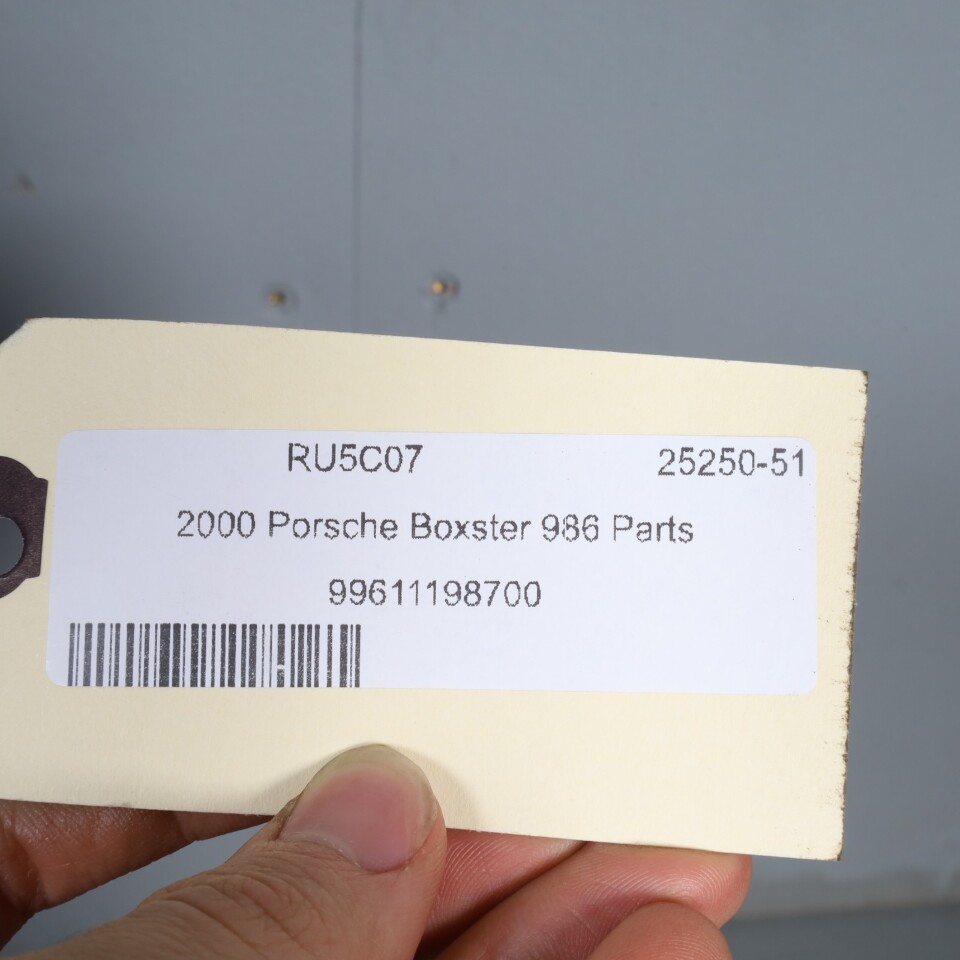 RU5C07 25250-51
2000 Porsche Boxster 986 Parts
99611198700